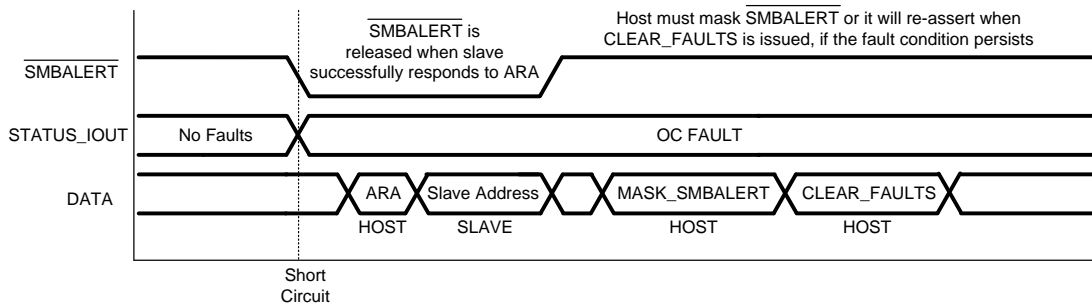 SMBALERT is
released when slave
successfully responds to ARA
Host must mask SMBALERT or it will re-assert when
CLEAR_FAULTS is issued, if the fault condition persists
SMBALERT
STATUS_IOUT
No Faults
OC FAULT
DATA
ARA
Slave Address
MASK_SMBALERT
CLEAR_FAULTS
HOST
SLAVE
HOST
HOST
Short
Circuit